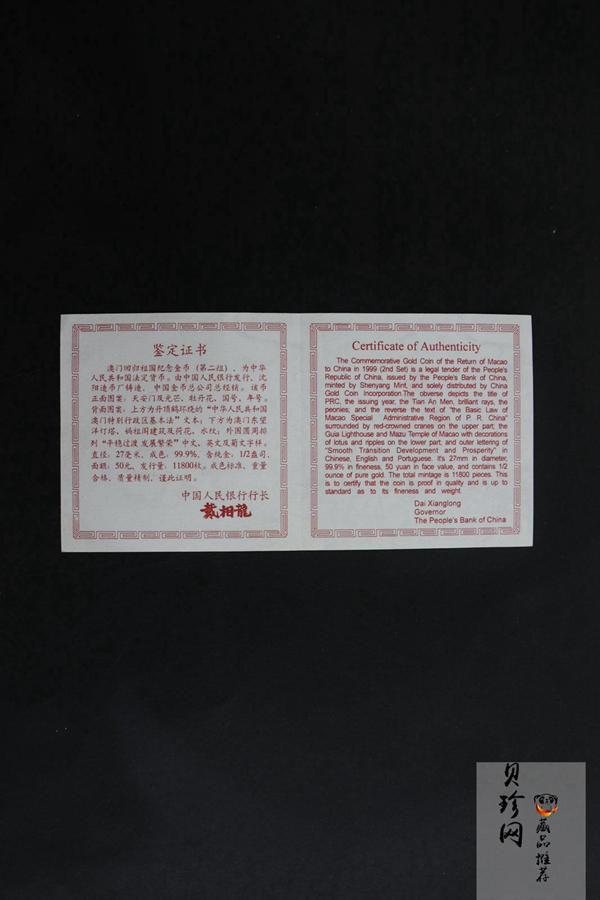 鉴定证书
澳门回归祖国纪念金币(第二组)、为中华
人民共和国法定货币。由中国人民银行发行，沈
阳造币厂铸造，中国金币总公司总经销。该币
正面图案：天安门及光芒、牡丹花、国号、年号。
背面图案：上方为丹顶鹤环绕的“中华人民共和国
澳门特别行政区基本法”文本；下方为澳门东望
洋灯塔、妈祖阁建筑及荷花、水纹；外圆圆周排
列“平稳过渡 发展繁荣”中文、英文及葡文字样。
直径：27毫米，成色：99.9%，含纯金：1/2盎司，
面额：50元，发行量：11800枚。成色标准，重量
合格，质量精制，谨此证明。
中国人民银行行长
戴相龍
Certificate of Authenticity
The Commemorative Gold Coin of the Return of Macao
to China in 1999 (2nd Set) is a legal tender of the People's
Republic of China, issued by the People's Bank of China,
minted by Shenyang Mint, and solely distributed by China
Gold Coin Incorporation.The obverse depicts the title of
PRC, the issuing year, the Tian An Men, brilliant rays, the
peonies; and the reverse the text of "the Basic Law of
Macao Special Administrative Region of P. R. China"
surrounded by red-crowned cranes on the upper part; the
Guia Lighthouse and Mazu Temple of Macao with decorations
of lotus and ripples on the lower part; and outer lettering of
"Smooth Transition Development and Prosperity" in
Chinese, English and Portuguese. It's 27mm in diameter,
99.9% in fineness, 50 yuan in face value, and contains 1/2
ounce of pure gold. The total mintage is 11800 pieces. This
is to certify that the coin is proof in quality and is up to
standard as to its fineness and weight.
Dai Xianglong
Governor
The People's Bank of China
贝珍网
藏品推荐